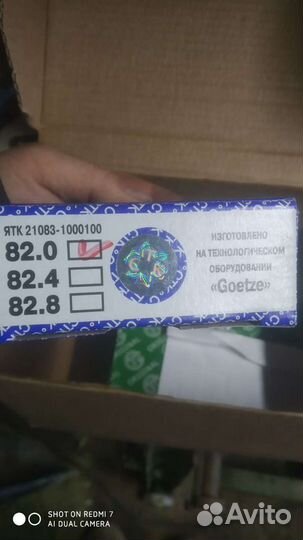 ЯТК 21083-1000100
82.0
82.4
82.8
ИЗГОТОВЛЕНО
НА ТЕХНОЛОГИЧЕСКОМ
ОБОРУДОВАНИИ
«Goetze»
SHOT ON REDMI 7
AI DUAL CAMERA
Avito